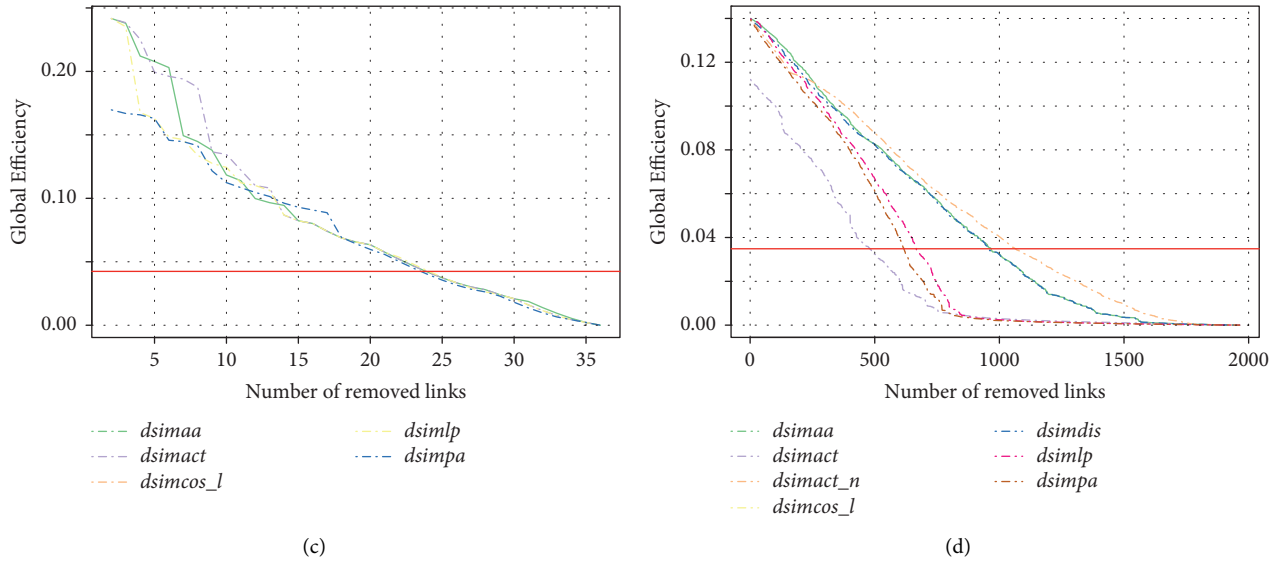 Global Efficiency
0.20
0.10
0.00
5 10 15 20 25 30 35
Number of removed links
dsimaa
dsimact
dsimcos_l
dsimlp
dsimpa
(c)
Global Efficiency
0.12
0.08
0.04
0.00
0 500 1000 1500 2000
Number of removed links
dsimaa
dsimact
dsimact_n
dsimcos_l
dsimdis
dsimlp
dsimpa
(d)